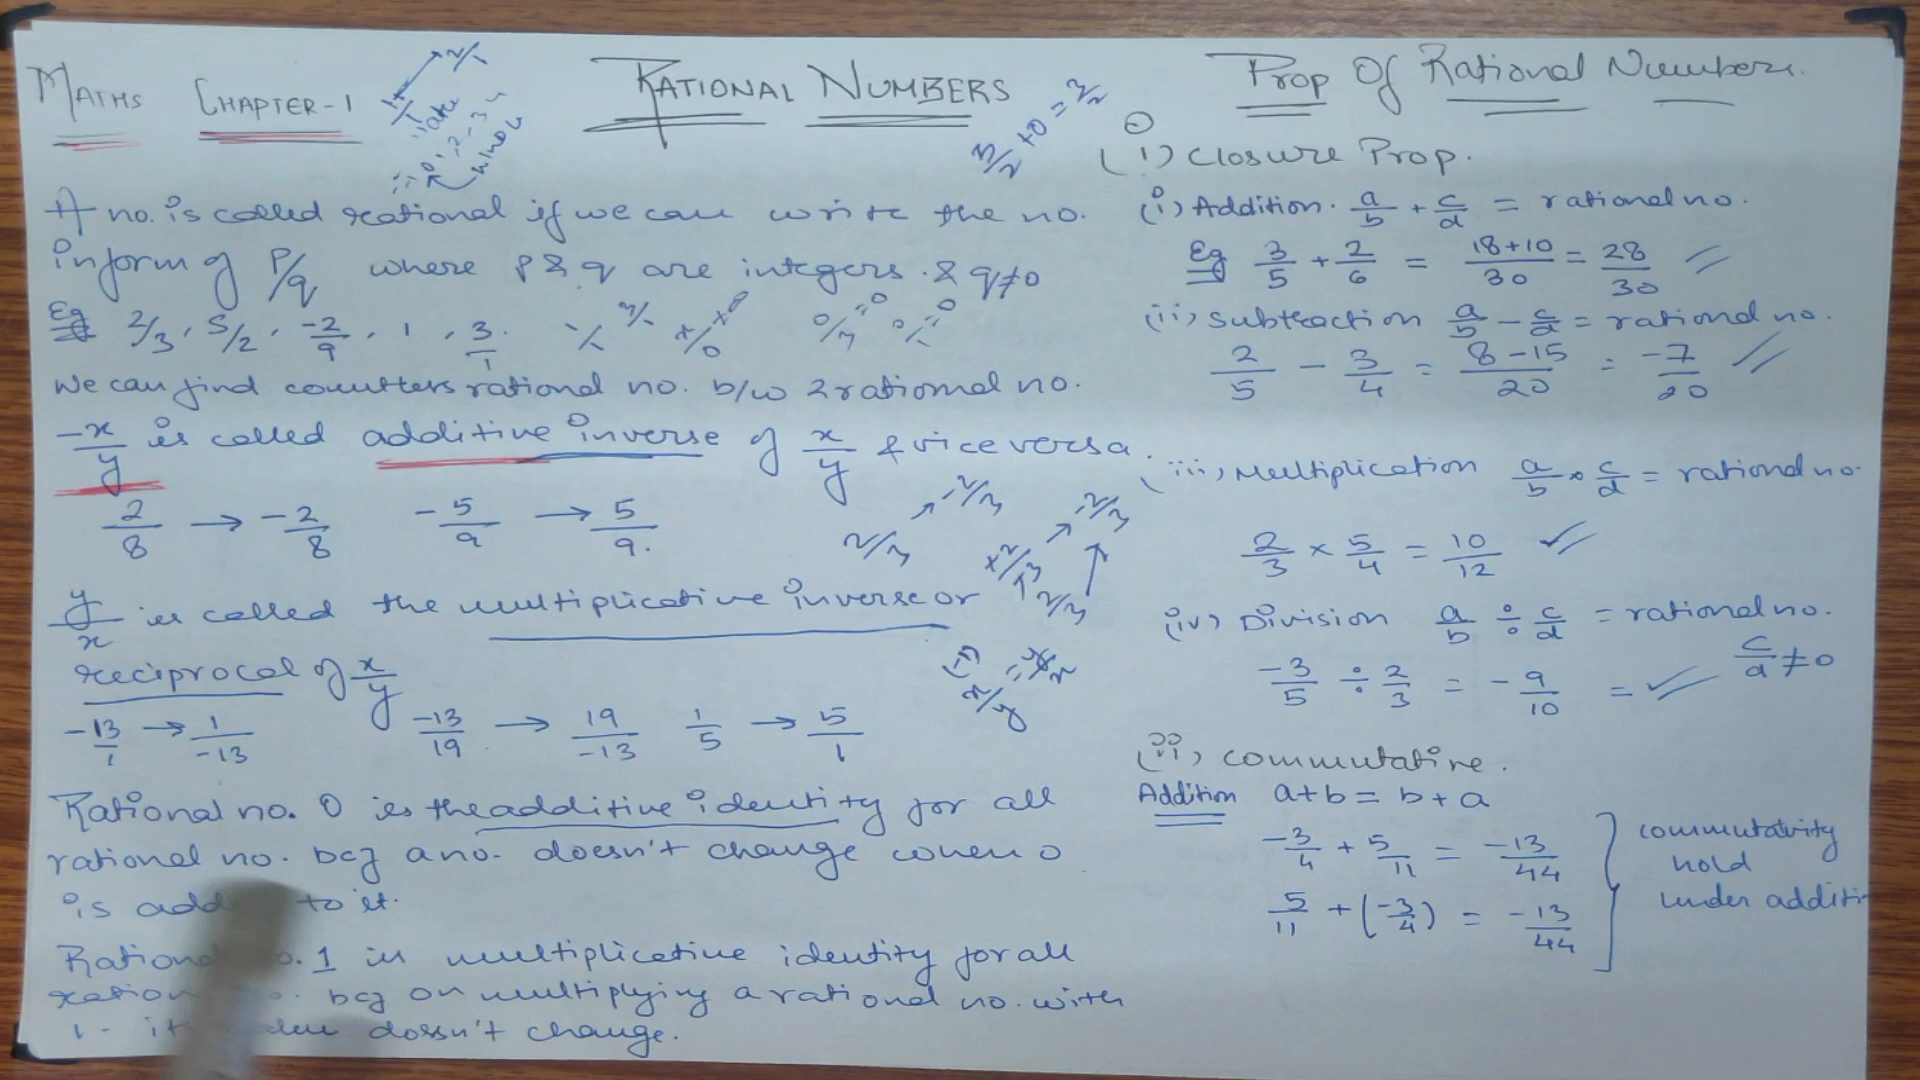 MATHS CHAPTER-1
RATIONAL NUMBERS
A no. is called rational if we can write the no.
in form of P/q where p & q are integers. & q≠0
Eg 2/3, 5/2, -2/9, 1, 3/1.
We can find countless rational no. b/w 2 rational no.
-x/y is called additive inverse of x/y & vice versa.
2/8 → -2/8 -5/9 → 5/9.
y/x is called the multiplicative inverse or
reciprocal of x/y
-13/1 → 1/-13 -13/19 → 19/-13 1/5 → 5/1
Rational no. 0 is the additive identity for all
rational no. bcz a no. doesn't change when 0
is add to it.
Rational no. 1 is multiplicative identity for all
bcz on multiplying a rational no. with
1 - it doesn't change.
3/2 + 0 = 3/2
Prop Of Rational Numbers.
(i) Closure Prop.
(i) Addition. a/b + c/d = rational no.
Eg 3/5 + 2/6 = 18+10/30 = 28/30
(ii) Subtraction a/b - c/d = rational no.
2/5 - 3/4 = 8-15/20 = -7/20
(iii) Multiplication a/b × c/d = rational no.
2/3 × 5/4 = 10/12
(iv) Division a/b ÷ c/d = rational no.
c/d ≠ 0
-3/5 ÷ 2/3 = -9/10 =
(ii) commutative.
Addition a+b = b+a
-3/4 + 5/11 = -13/44
5/11 + (-3/4) = -13/44
commutativity
hold
under additi